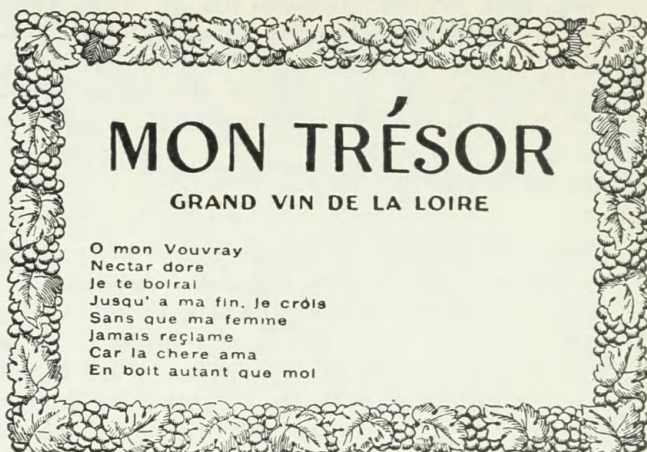 MON TRÉSOR
GRAND VIN DE LA LOIRE
O mon Vouvray
Nectar dore
Je te boirai
Jusqu' a ma fin, Je crôis
Sans que ma femme
Jamais reçlame
Car la chere ama
En boit autant que moi